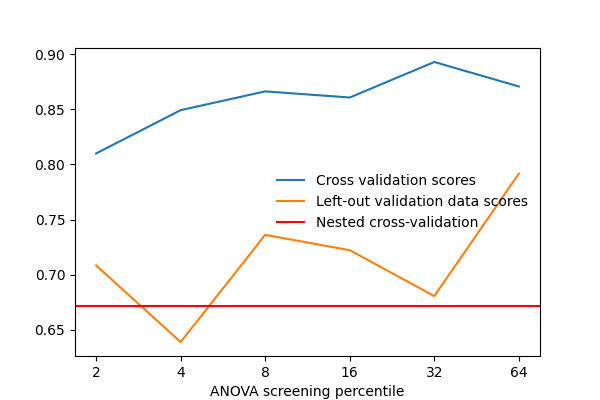 0.90
0.85
0.80
0.75
0.70
0.65
Cross validation scores
Left-out validation data scores
Nested cross-validation
2 4 8 16 32 64
ANOVA screening percentile